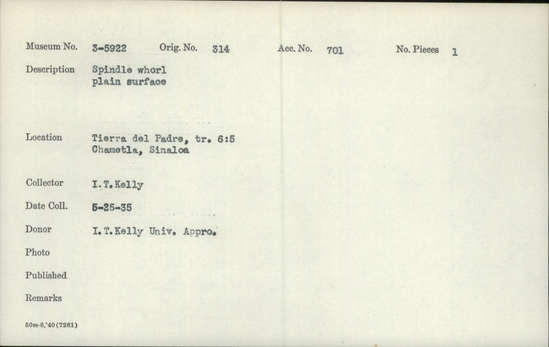 Museum No. 3-5922 Orig. No. 314 Acc. No. 701 No. Pieces 1
Description Spindle whorl
plain surface
Location Tierra del Padre, tr. 6:5
Chametla, Sinaloa
Collector I.T.Kelly
Date Coll. 5-25-35
Donor I.T.Kelly Univ. Appro.
Photo
Published
Remarks
50m-8,'40(7281)